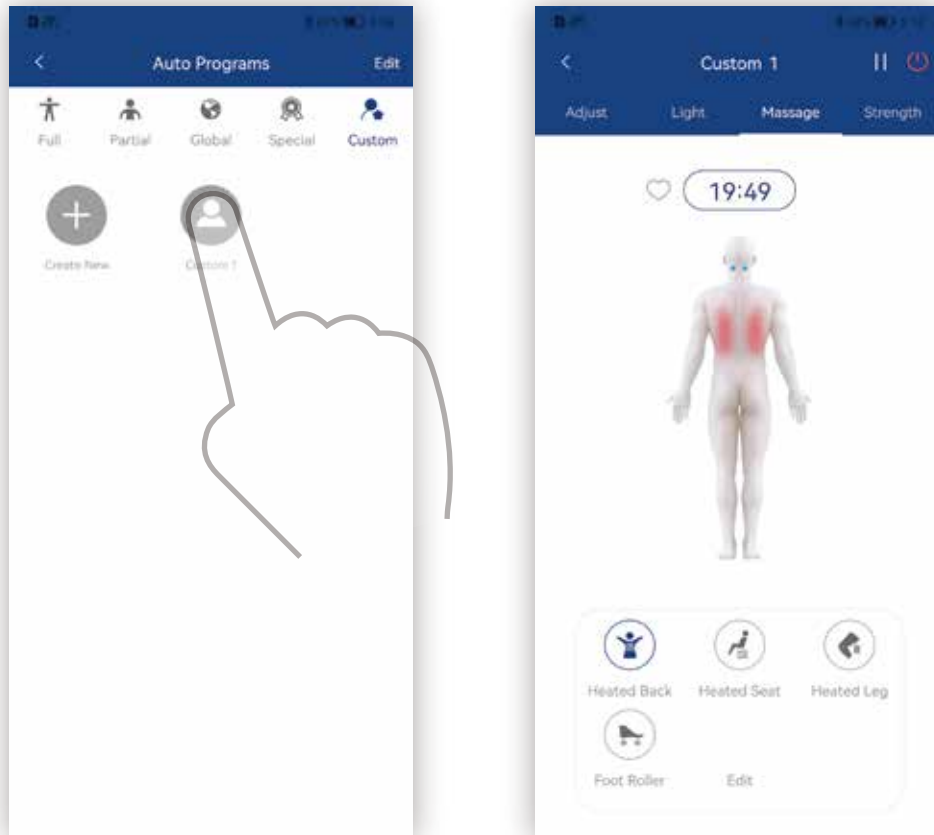 Auto Programs Edit
Full Partial Global Special Custom
Create New Custom 1
Custom 1
Adjust Light Massage Strength
19:49
Heated Back Heated Seat Heated Leg
Foot Roller Edit